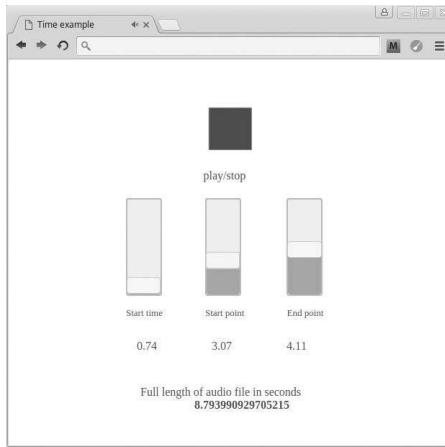 Time example
M
play/stop
Start time Start point End point
0.74 3.07 4.11
Full length of audio file in seconds
8.793990929705215